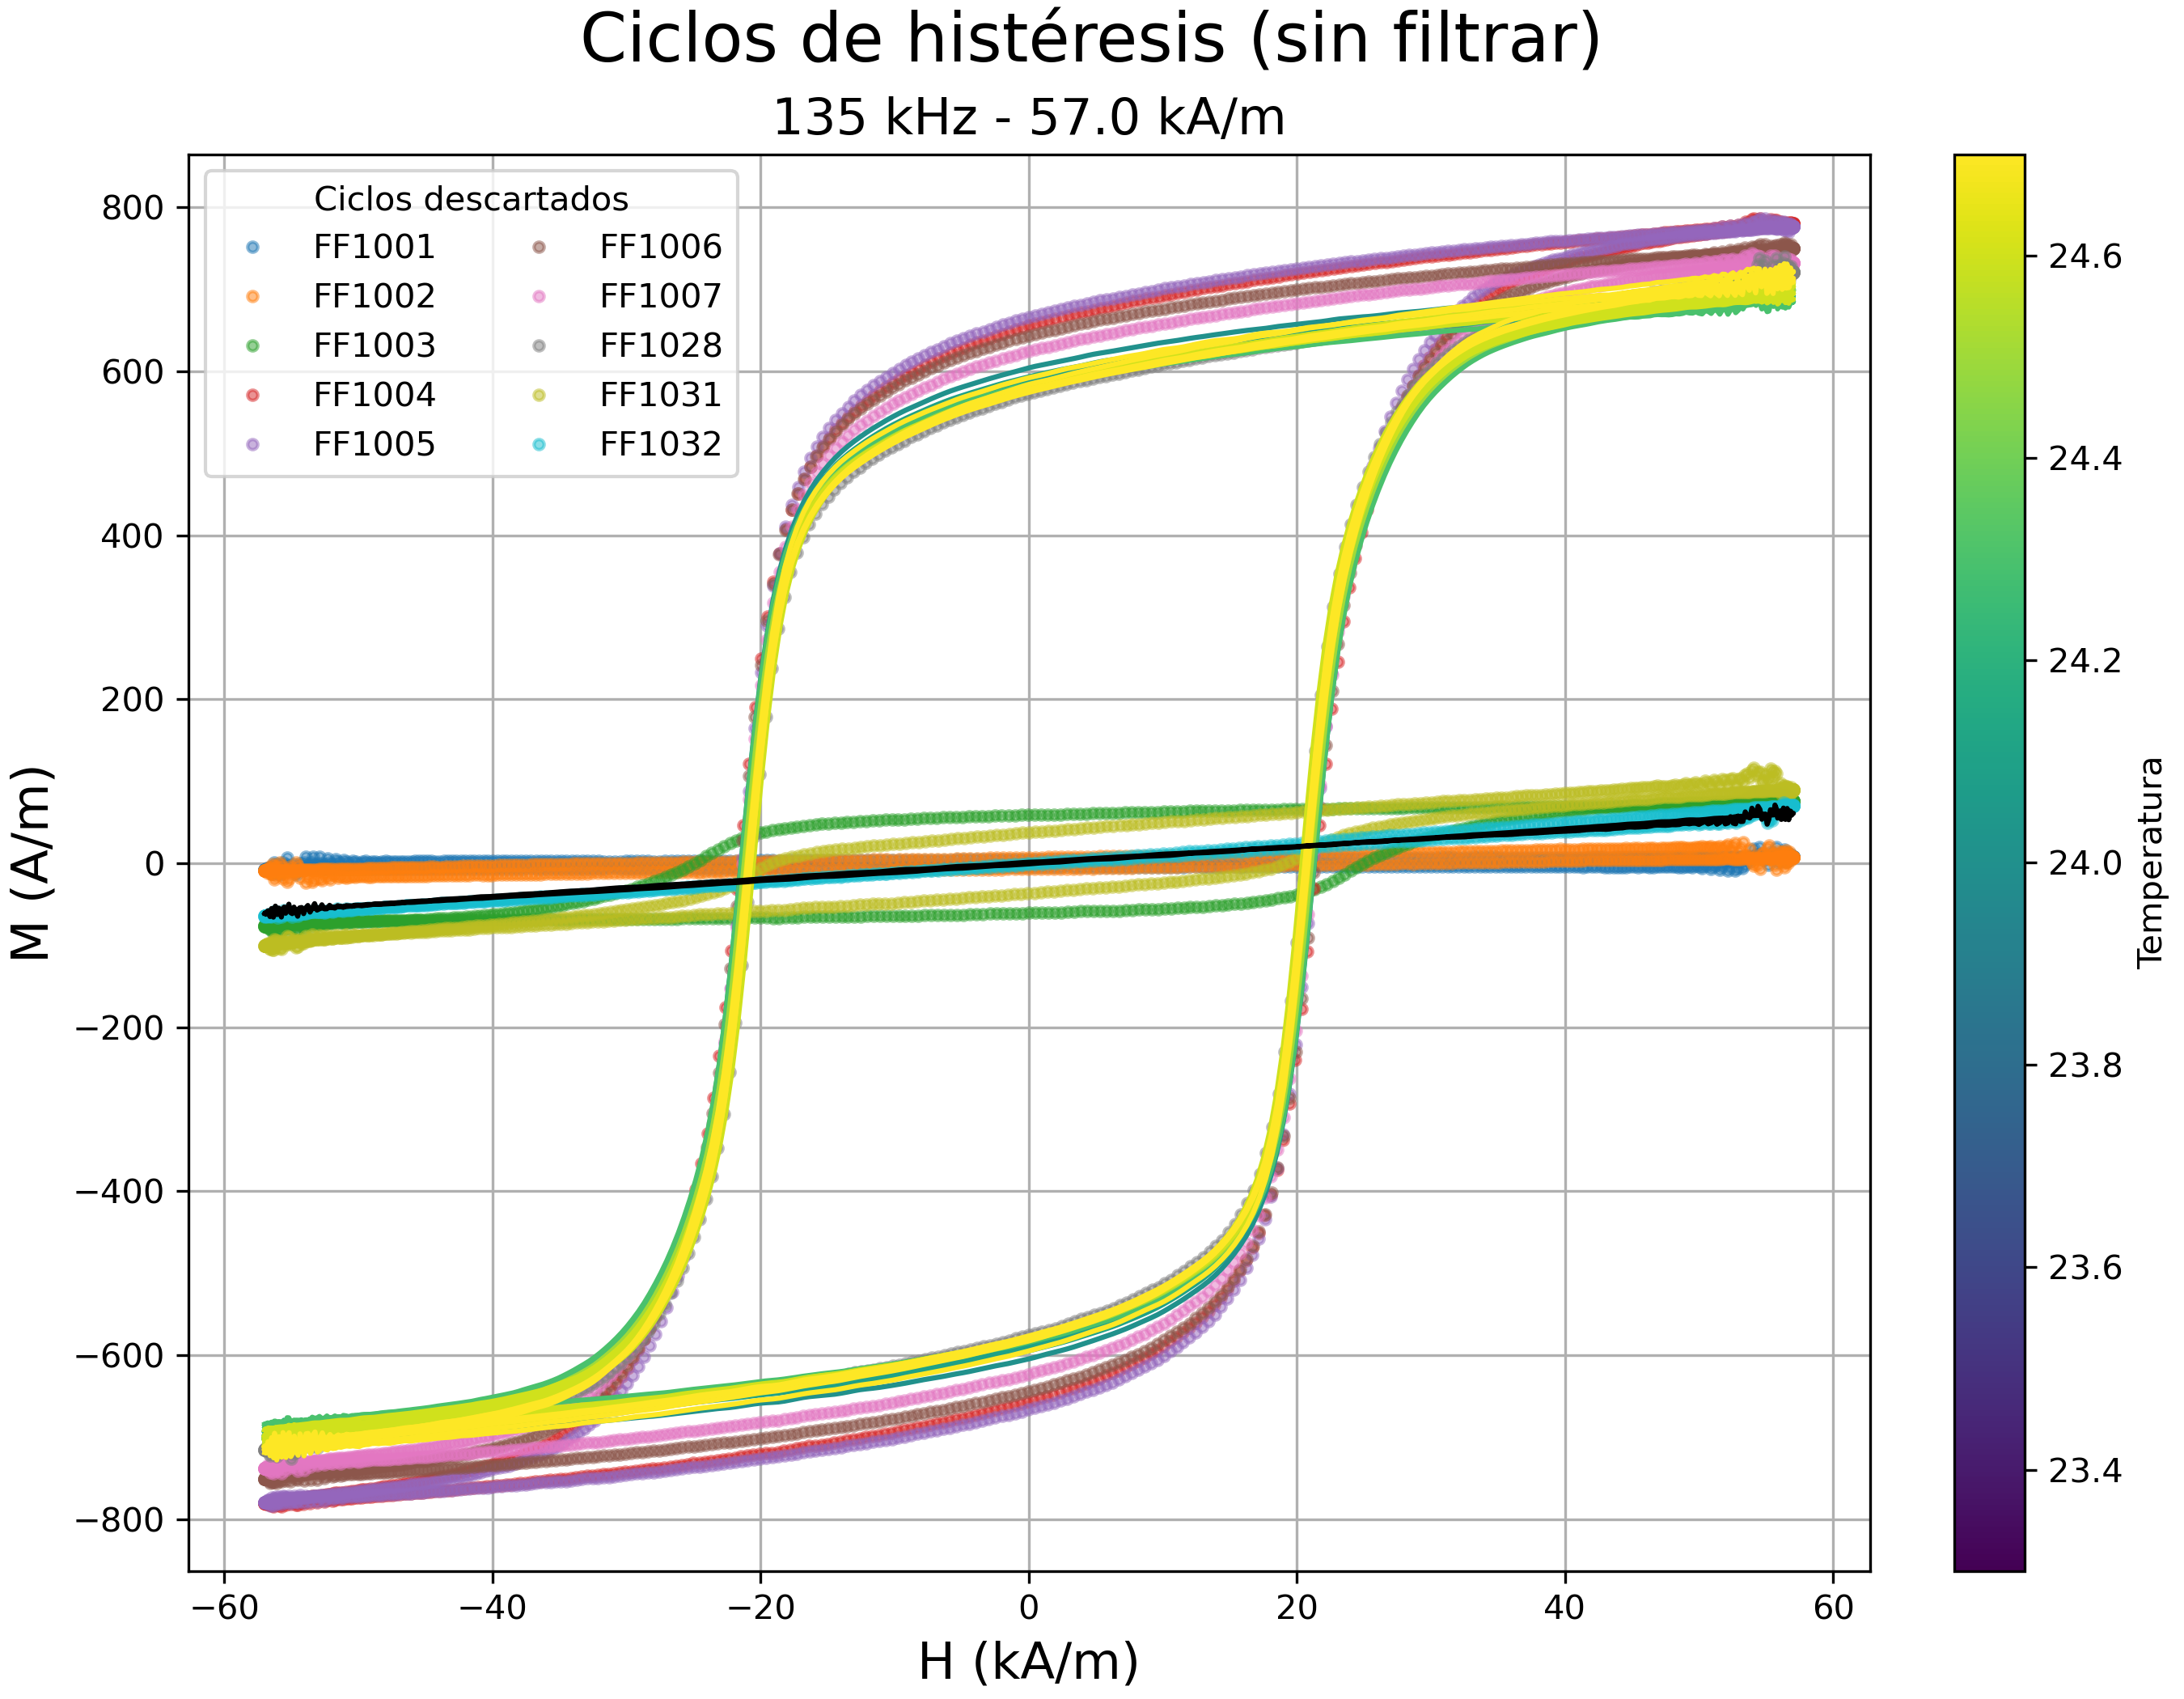 Ciclos de histéresis (sin filtrar)
135 kHz - 57.0 kA/m
Ciclos descartados
FF1001
FF1002
FF1003
FF1004
FF1005
FF1006
FF1007
FF1028
FF1031
FF1032
M (A/m)
800
600
400
200
0
−200
−400
−600
−800
−60
−40
−20
0
20
40
60
H (kA/m)
24.6
24.4
24.2
24.0
23.8
23.6
23.4
Temperatura